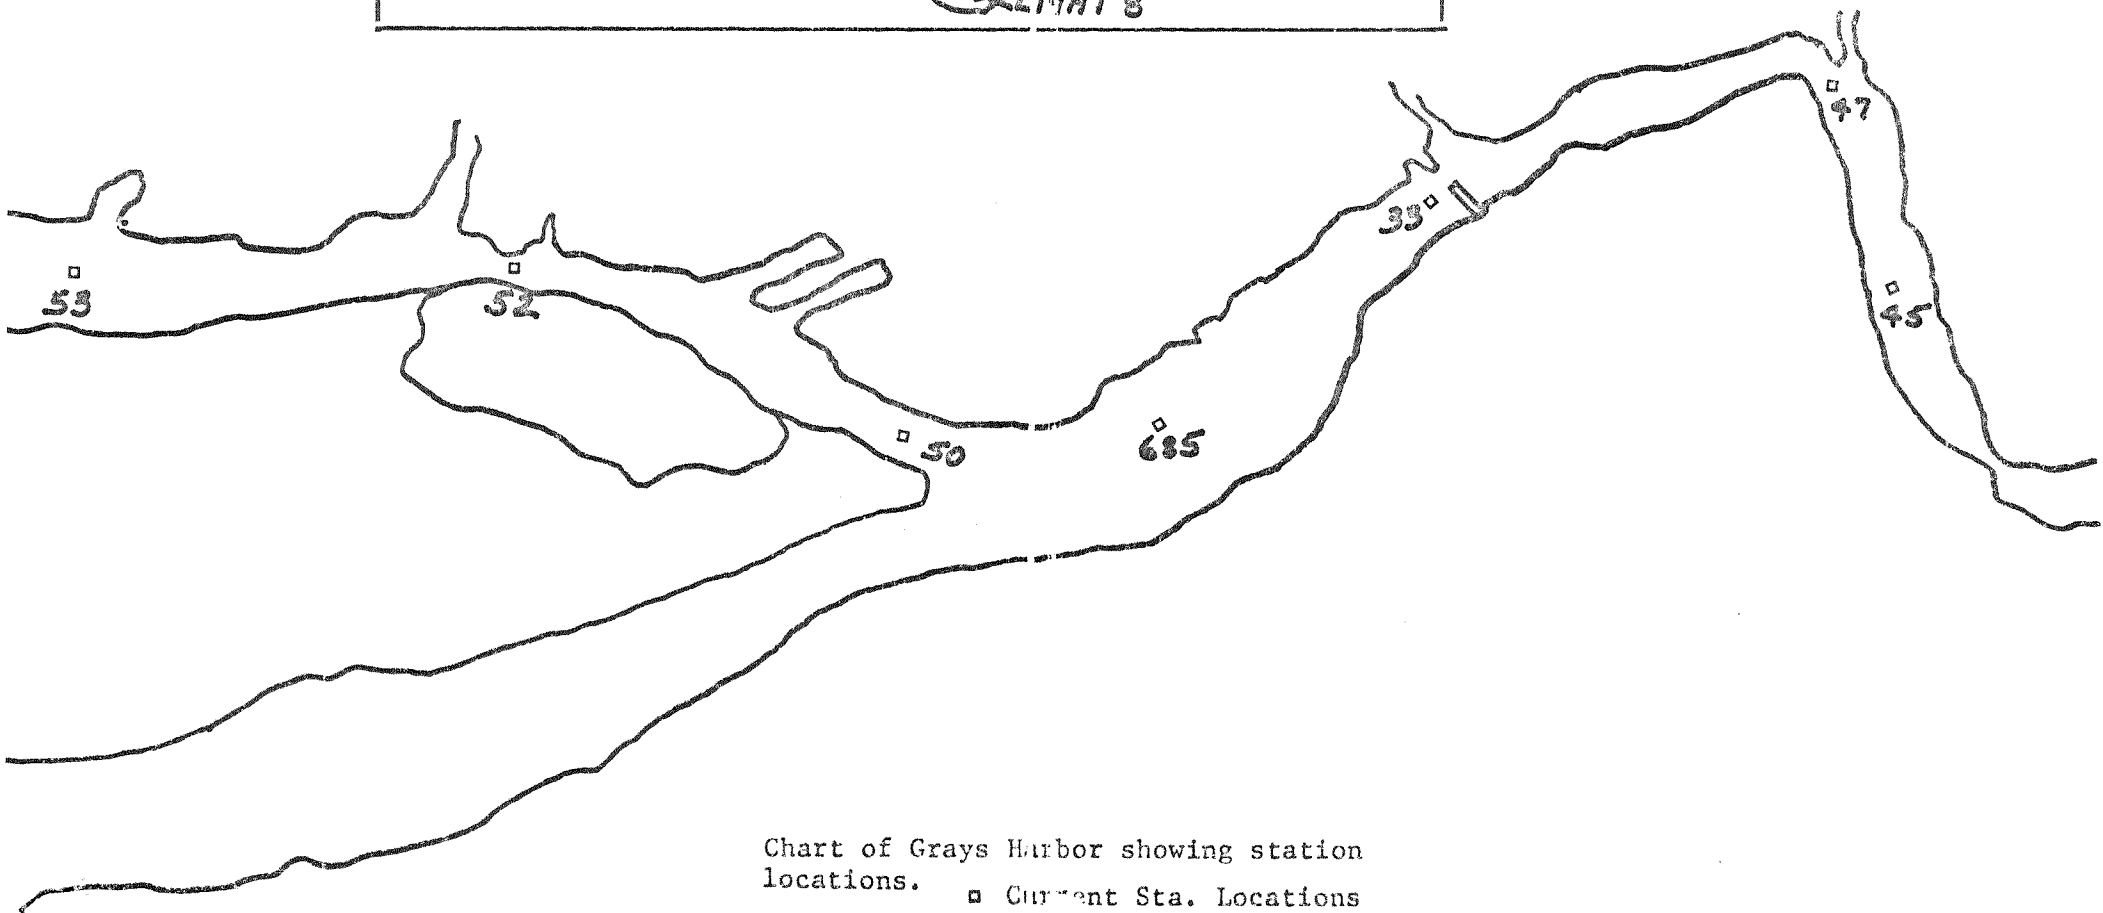 47
33
53
52
45
50
685
Chart of Grays Harbor showing station
locations.
Current Sta. Locations